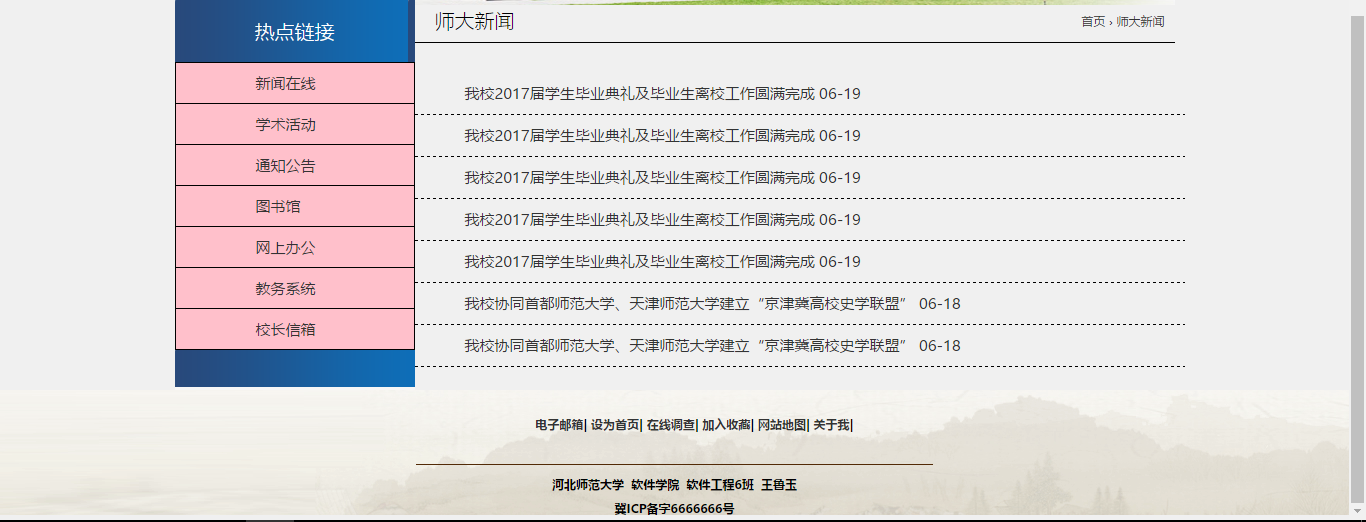 热点链接
新闻在线
学术活动
通知公告
图书馆
网上办公
教务系统
校长信箱
师大新闻
首页 › 师大新闻
我校2017届学生毕业典礼及毕业生离校工作圆满完成 06-19
我校2017届学生毕业典礼及毕业生离校工作圆满完成 06-19
我校2017届学生毕业典礼及毕业生离校工作圆满完成 06-19
我校2017届学生毕业典礼及毕业生离校工作圆满完成 06-19
我校2017届学生毕业典礼及毕业生离校工作圆满完成 06-19
我校协同首都师范大学、天津师范大学建立“京津冀高校史学联盟” 06-18
我校协同首都师范大学、天津师范大学建立“京津冀高校史学联盟” 06-18
电子邮箱| 设为首页| 在线调查| 加入收藏| 网站地图| 关于我|
河北师范大学 软件学院 软件工程6班 王鲁玉
冀ICP备字6666666号